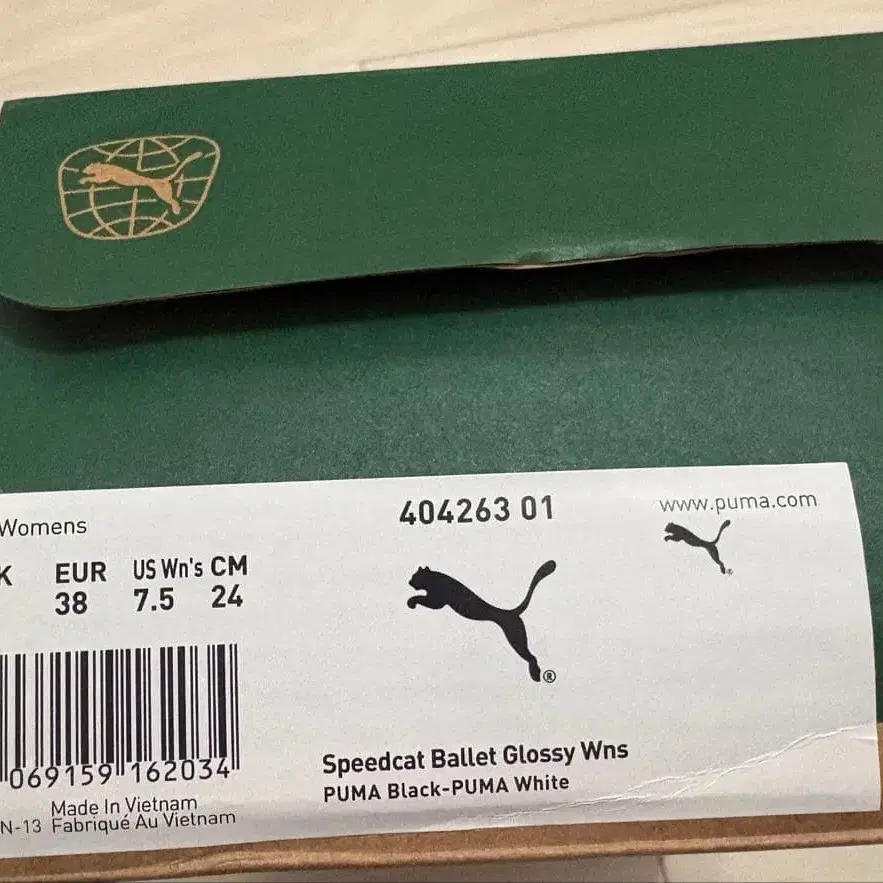 Womens
404263 01
www.puma.com
K EUR US Wn's CM
38 7.5 24
®
®
069159 162034
Speedcat Ballet Glossy Wns
PUMA Black-PUMA White
Made In Vietnam
N-13 Fabriqué Au Vietnam